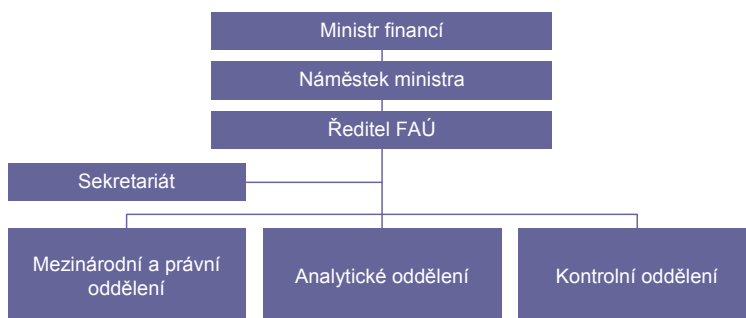 Ministr financí
Náměstek ministra
Ředitel FAÚ
Sekretariát
Mezinárodní a právní
oddělení
Analytické oddělení
Kontrolní oddělení